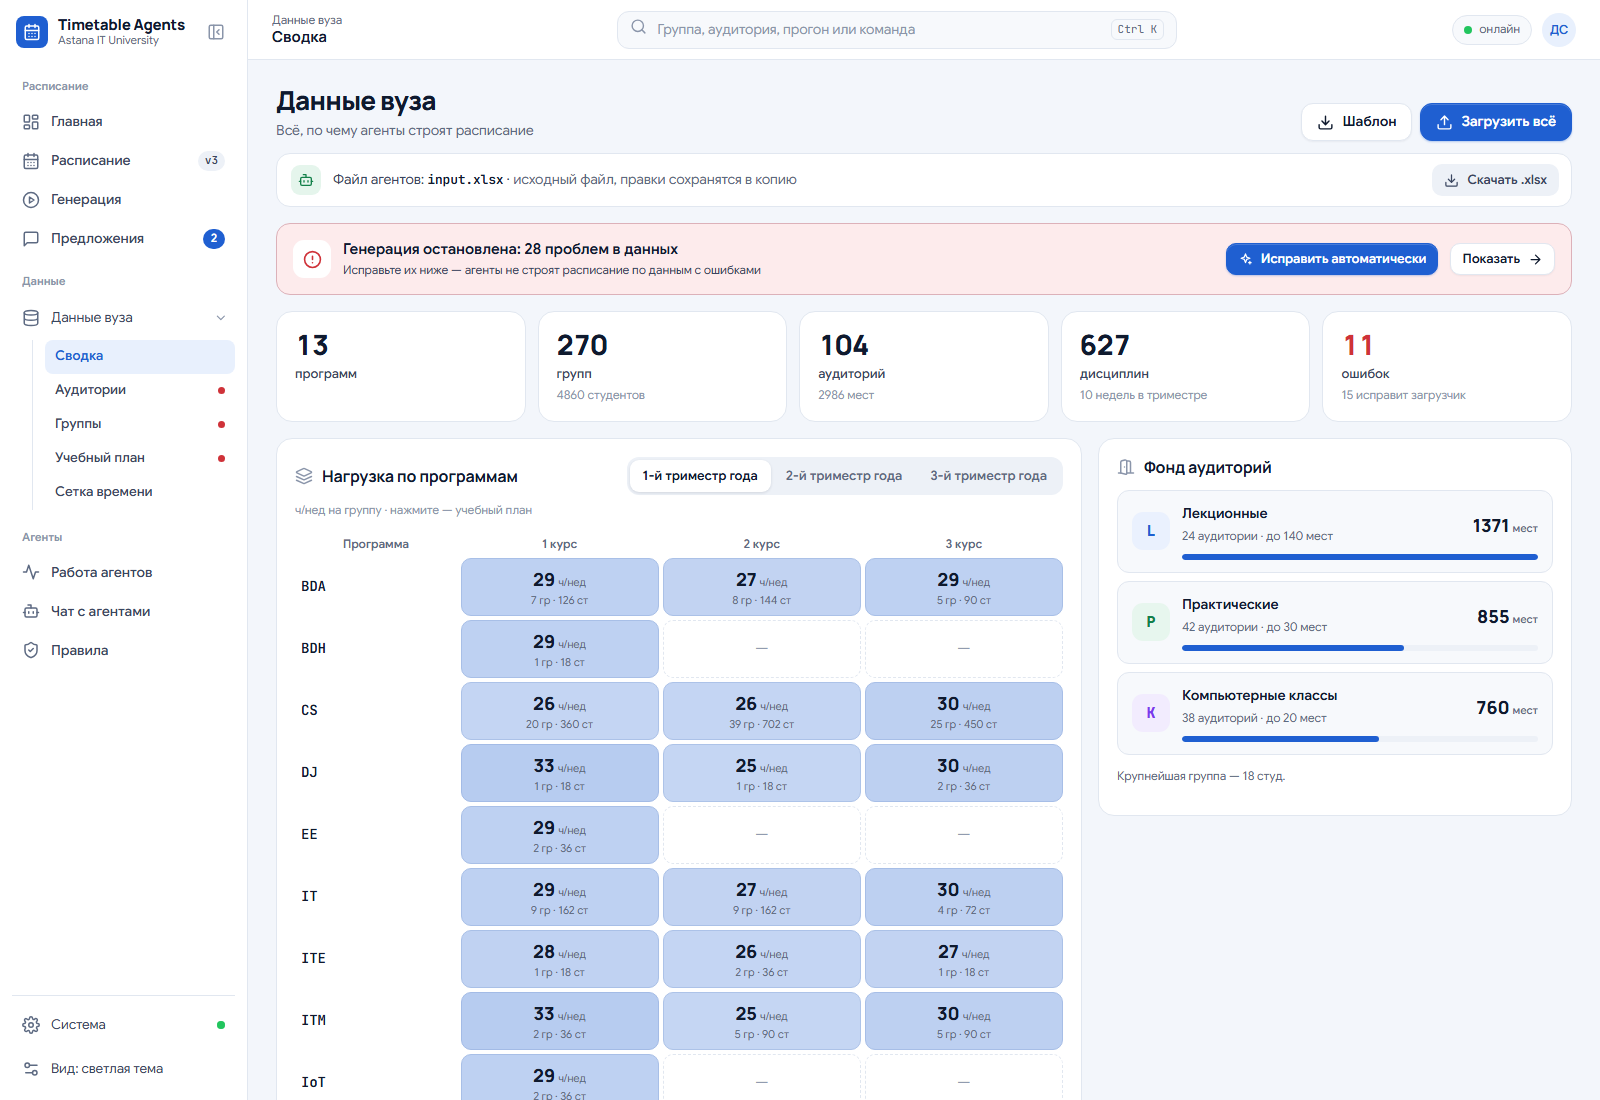 Timetable Agents
Astana IT University
Расписание
Главная
Расписание v3
Генерация
Предложения 2
Данные
Данные вуза
Сводка
Аудитории
Группы
Учебный план
Сетка времени
Агенты
Работа агентов
Чат с агентами
Правила
Система
Вид: светлая тема
Данные вуза
Сводка
Группа, аудитория, прогон или команда Ctrl K
онлайн
ДС
Данные вуза
Всё, по чему агенты строят расписание
Шаблон
Загрузить всё
Файл агентов: input.xlsx · исходный файл, правки сохранятся в копию
Скачать .xlsx
Генерация остановлена: 28 проблем в данных
Исправьте их ниже — агенты не строят расписание по данным с ошибками
Исправить автоматически
Показать
13
программ
270
групп
4860 студентов
104
аудиторий
2986 мест
627
дисциплин
10 недель в триместре
11
ошибок
15 исправит загрузчик
Нагрузка по программам
1-й триместр года 2-й триместр года 3-й триместр года
ч/нед на группу · нажмите — учебный план
Программа 1 курс 2 курс 3 курс
BDA
29 ч/нед 27 ч/нед 29 ч/нед
7 гр · 126 ст 8 гр · 144 ст 5 гр · 90 ст
BDH
29 ч/нед — —
1 гр · 18 ст
CS
26 ч/нед 26 ч/нед 30 ч/нед
20 гр · 360 ст 39 гр · 702 ст 25 гр · 450 ст
DJ
33 ч/нед 25 ч/нед 30 ч/нед
1 гр · 18 ст 1 гр · 18 ст 2 гр · 36 ст
EE
29 ч/нед — —
2 гр · 36 ст
IT
29 ч/нед 27 ч/нед 30 ч/нед
9 гр · 162 ст 9 гр · 162 ст 4 гр · 72 ст
ITE
28 ч/нед 26 ч/нед 27 ч/нед
1 гр · 18 ст 2 гр · 36 ст 1 гр · 18 ст
ITM
33 ч/нед 25 ч/нед 30 ч/нед
2 гр · 36 ст 5 гр · 90 ст 5 гр · 90 ст
IoT
29 ч/нед — —
2 гр · 36 ст
Фонд аудиторий
L
Лекционные
24 аудитории · до 140 мест
1371 мест
P
Практические
42 аудитории · до 30 мест
855 мест
K
Компьютерные классы
38 аудиторий · до 20 мест
760 мест
Крупнейшая группа — 18 студ.